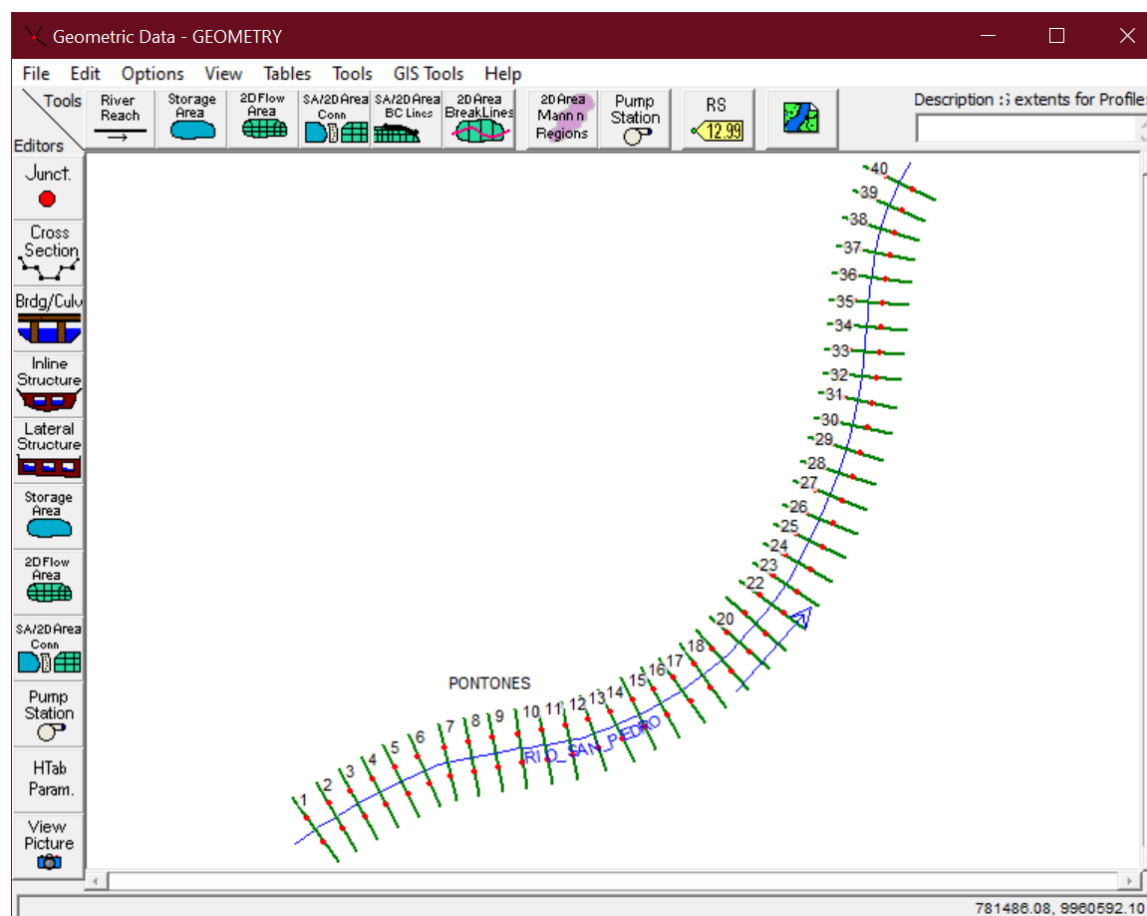 Geometric Data - GEOMETRY
File Edit Options View Tables Tools GIS Tools Help
Tools
Editors
River Reach
Storage Area
2D Flow Area
SA/2D Area Conn
SA/2D Area BC Lines
2D Area BreakLines
2D Area Mann n Regions
Pump Station
RS
12.99
Description :
extents for Profile:
Junct.
Cross Section
Brdg/Culv
Inline Structure
Lateral Structure
Storage Area
2D Flow Area
SA/2D Area Conn
Pump Station
HTab Param.
View Picture
40
39
38
37
36
35
34
33
32
31
30
29
28
27
26
25
24
23
22
20
18
17
16
15
14
13
12
11
10
9
8
7
6
5
4
3
2
1
PONTONES
RIO_SAN_PEDRO
781486.08, 9960592.10